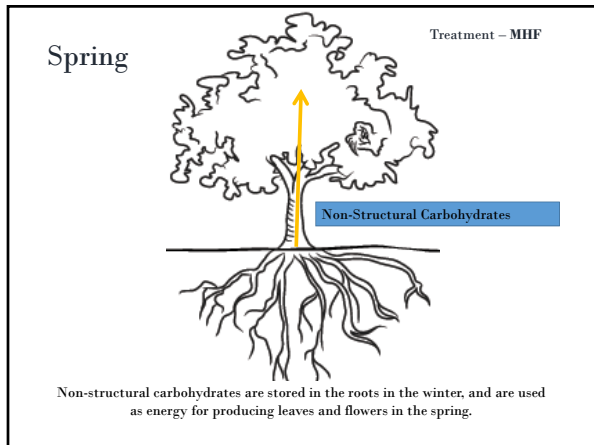 Treatment – MHF
Spring
Non-Structural Carbohydrates
Non-structural carbohydrates are stored in the roots in the winter, and are used
as energy for producing leaves and flowers in the spring.